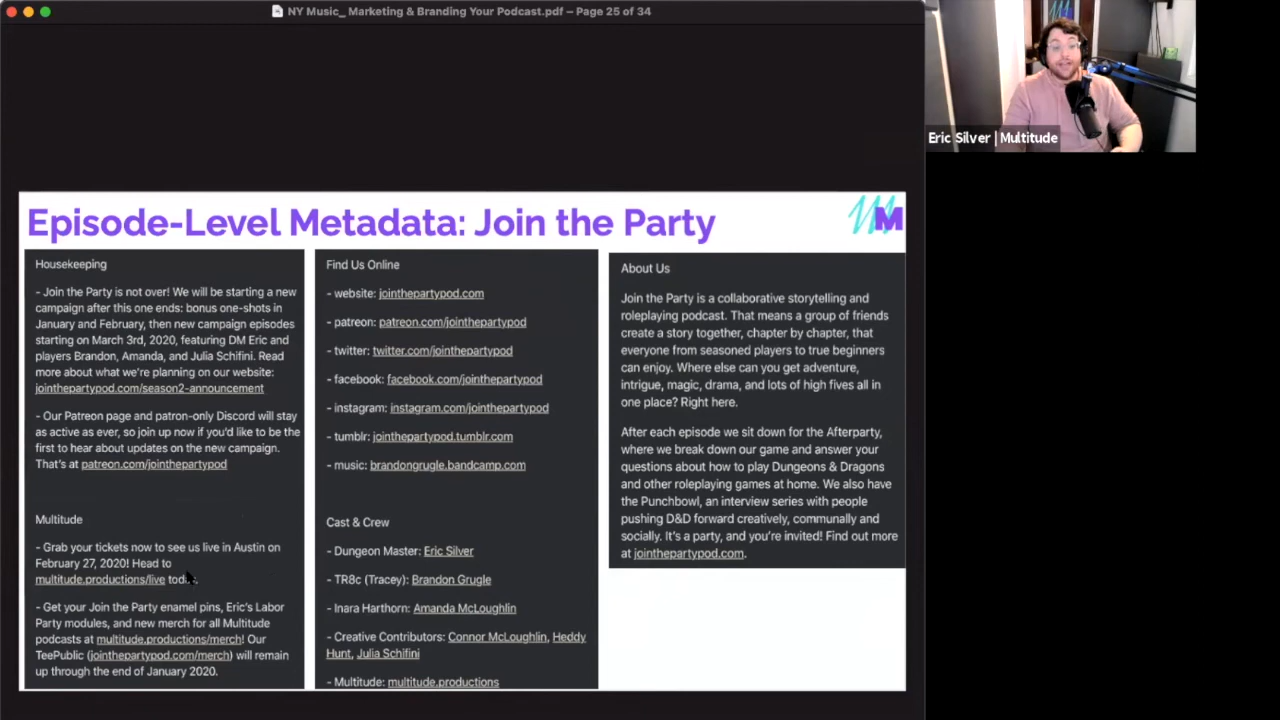 NY Music_ Marketing & Branding Your Podcast.pdf – Page 25 of 34
Eric Silver | Multitude
Episode-Level Metadata: Join the Party
M
Housekeeping
- Join the Party is not over! We will be starting a new
campaign after this one ends: bonus one-shots in
January and February, then new campaign episodes
starting on March 3rd, 2020, featuring DM Eric and
players Brandon, Amanda, and Julia Schifini. Read
more about what we're planning on our website:
jointhepartypod.com/season2-announcement
- Our Patreon page and patron-only Discord will stay
as active as ever, so join up now if you'd like to be the
first to hear about updates on the new campaign.
That's at patreon.com/jointhepartypod
Multitude
- Grab your tickets now to see us live in Austin on
February 27, 2020! Head to
multitude.productions/live today.
- Get your Join the Party enamel pins, Eric's Labor
Party modules, and new merch for all Multitude
podcasts at multitude.productions/merch! Our
TeePublic (jointhepartypod.com/merch) will remain
up through the end of January 2020.
Find Us Online
- website: jointhepartypod.com
- patreon: patreon.com/jointhepartypod
- twitter: twitter.com/jointhepartypod
- facebook: facebook.com/jointhepartypod
- instagram: instagram.com/jointhepartypod
- tumblr: jointhepartypod.tumblr.com
- music: brandongrugle.bandcamp.com
Cast & Crew
- Dungeon Master: Eric Silver
- TR8c (Tracey): Brandon Grugle
- Inara Harthorn: Amanda McLoughlin
- Creative Contributors: Connor McLoughlin, Heddy
Hunt, Julia Schifini
- Multitude: multitude.productions
About Us
Join the Party is a collaborative storytelling and
roleplaying podcast. That means a group of friends
create a story together, chapter by chapter, that
everyone from seasoned players to true beginners
can enjoy. Where else can you get adventure,
intrigue, magic, drama, and lots of high fives all in
one place? Right here.
After each episode we sit down for the Afterparty,
where we break down our game and answer your
questions about how to play Dungeons & Dragons
and other roleplaying games at home. We also have
the Punchbowl, an interview series with people
pushing D&D forward creatively, communally and
socially. It's a party, and you're invited! Find out more
at jointhepartypod.com.